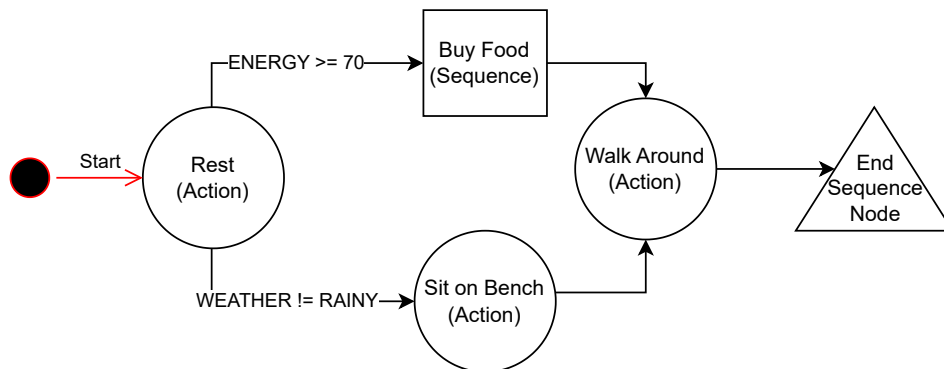 Start
Rest
(Action)
ENERGY >= 70
Buy Food
(Sequence)
WEATHER != RAINY
Sit on Bench
(Action)
Walk Around
(Action)
End
Sequence
Node